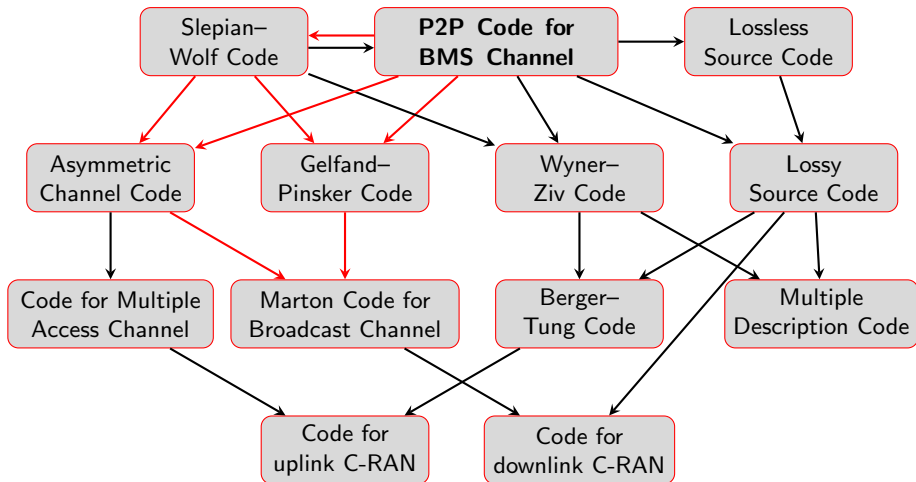 Slepian–
Wolf Code
P2P Code for
BMS Channel
Lossless
Source Code
Asymmetric
Channel Code
Gelfand–
Pinsker Code
Wyner–
Ziv Code
Lossy
Source Code
Code for Multiple
Access Channel
Marton Code for
Broadcast Channel
Berger–
Tung Code
Multiple
Description Code
Code for
uplink C-RAN
Code for
downlink C-RAN